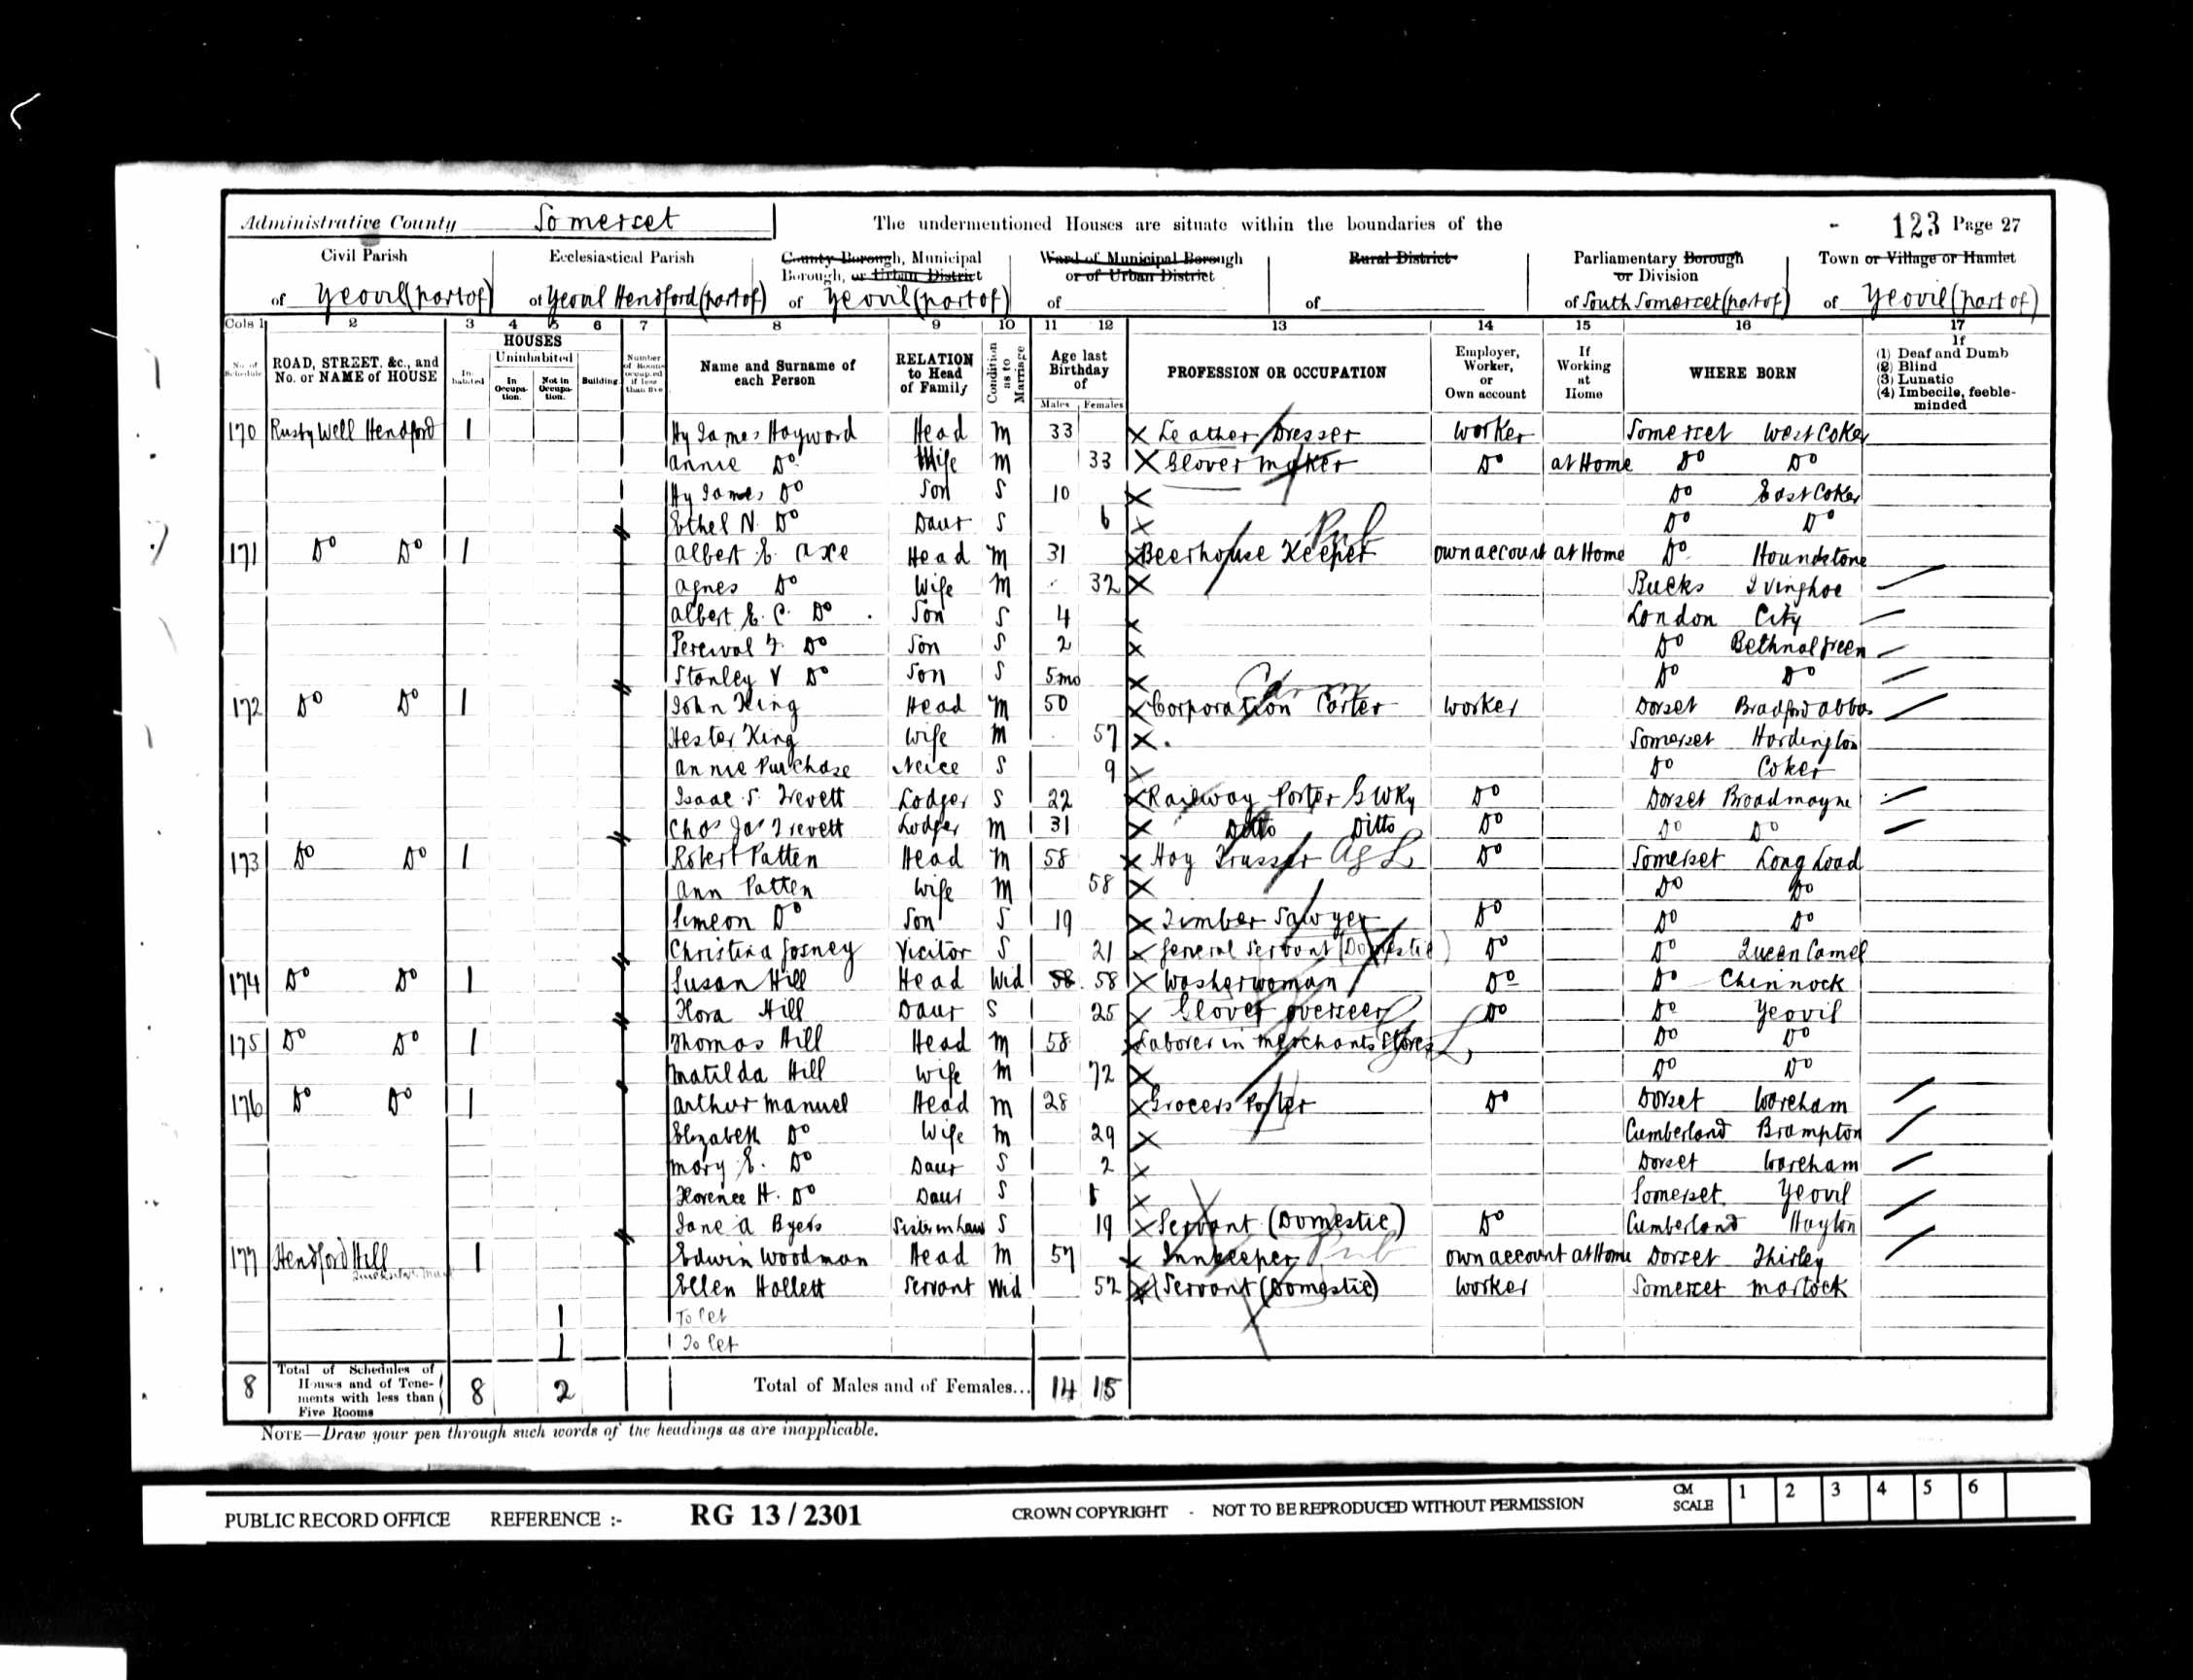 Administrative County Somerset The undermentioned Houses are situate within the boundaries of the 123 Page 27
Civil Parish Ecclesiastical Parish County Borough, Municipal Borough, or Urban District Ward of Municipal Borough or of Urban District Rural District Parliamentary Borough or Division Town or Village or Hamlet
of Yeovil (part of) of Yeovil Hendford (part of) of Yeovil (part of) of of of South Somerset (part of) of Yeovil (part of)
Cols 1 2 3 4 5 6 7 8 9 10 11 12 13 14 15 16 17
No. of Schedule ROAD, STREET, &c., and No. or NAME of HOUSE HOUSES Inhabited Uninhabited In Occupation. Not in Occupation. Building Number of Rooms occupied if less than five Name and Surname of each Person RELATION to Head of Family Condition as to Marriage Age last Birthday of Males Females PROFESSION OR OCCUPATION Employer, Worker, or Own account If Working at Home WHERE BORN If (1) Deaf and Dumb (2) Blind (3) Lunatic (4) Imbecile, feeble-minded
170 Rusty Well Hendford 1 Hy James Hayward Head M 33 Leather Dresser Worker Somerset West Coker
Annie Do Wife M 33 Glover Maker Do at Home Do Do
Hy James Do Son S 10 Do East Coker
Ethel N. Do Daur S 6 Do Do
171 Do Do 1 Albert E. Axe Head M 31 Beerhouse Keeper Pub own account at Home Do Houndstone
Agnes Do Wife M 32 Bucks Ivinghoe
Albert E. C. Do Son S 4 London City
Percival F. Do Son S 2 Do Bethnal Green
Stanley V Do Son S 5mo Do Do
172 Do Do 1 John King Head M 50 Corporation Carter worker Dorset Bradford Abbas
Hester King Wife M 57 Somerset Hardington
Annie Purchase Neice S 9 Do Coker
Isaac S. Trevett Lodger S 22 Railway Porter GWRy Do Dorset Broadmayne
Chas Jas Trevett Lodger M 31 Ditto Ditto Do Do Do
173 Do Do 1 Robert Patten Head M 58 Hay Trusser Ag L Do Somerset Long Load
Ann Patten Wife M 58 Do Do
Simeon Do Son S 19 Timber Sawyer Do Do Do
Christina Gosney Visitor S 21 General Servant (Domestic) Do Do Queen Camel
174 Do Do 1 Susan Hill Head Wid 58 58 Washerwoman Do Do Chinnock
Flora Hill Daur S 25 Glover overseer Do Do Yeovil
175 Do Do 1 Thomas Hill Head M 58 Laborer in Merchants Stores Do Do
Matilda Hill Wife M 72 Do Do
176 Do Do 1 Arthur Manuel Head M 28 Grocers Porter Do Dorset Wareham
Elizabeth Do Wife M 29 Cumberland Brampton
Mary E. Do Daur S 2 Dorset Wareham
Florence H. Do Daur S Somerset Yeovil
Jane A Byers Sister in Law S 19 Servant (Domestic) Do Cumberland Hayton
177 Hendford Hill 1 Edwin Woodman Head M 57 Innkeeper Pub own account at Home Dorset Thirley
Ellen Hallett Servant Wid 52 Servant (Domestic) Worker Somerset Martock
1 To let
1 To let
8 Total of Schedules of Houses and of Tenements with less than Five Rooms 8 2 Total of Males and of Females... 14 15
NOTE—Draw your pen through such words of the headings as are inapplicable.
PUBLIC RECORD OFFICE REFERENCE :- RG 13 / 2301 CROWN COPYRIGHT - NOT TO BE REPRODUCED WITHOUT PERMISSION CM SCALE 1 2 3 4 5 6